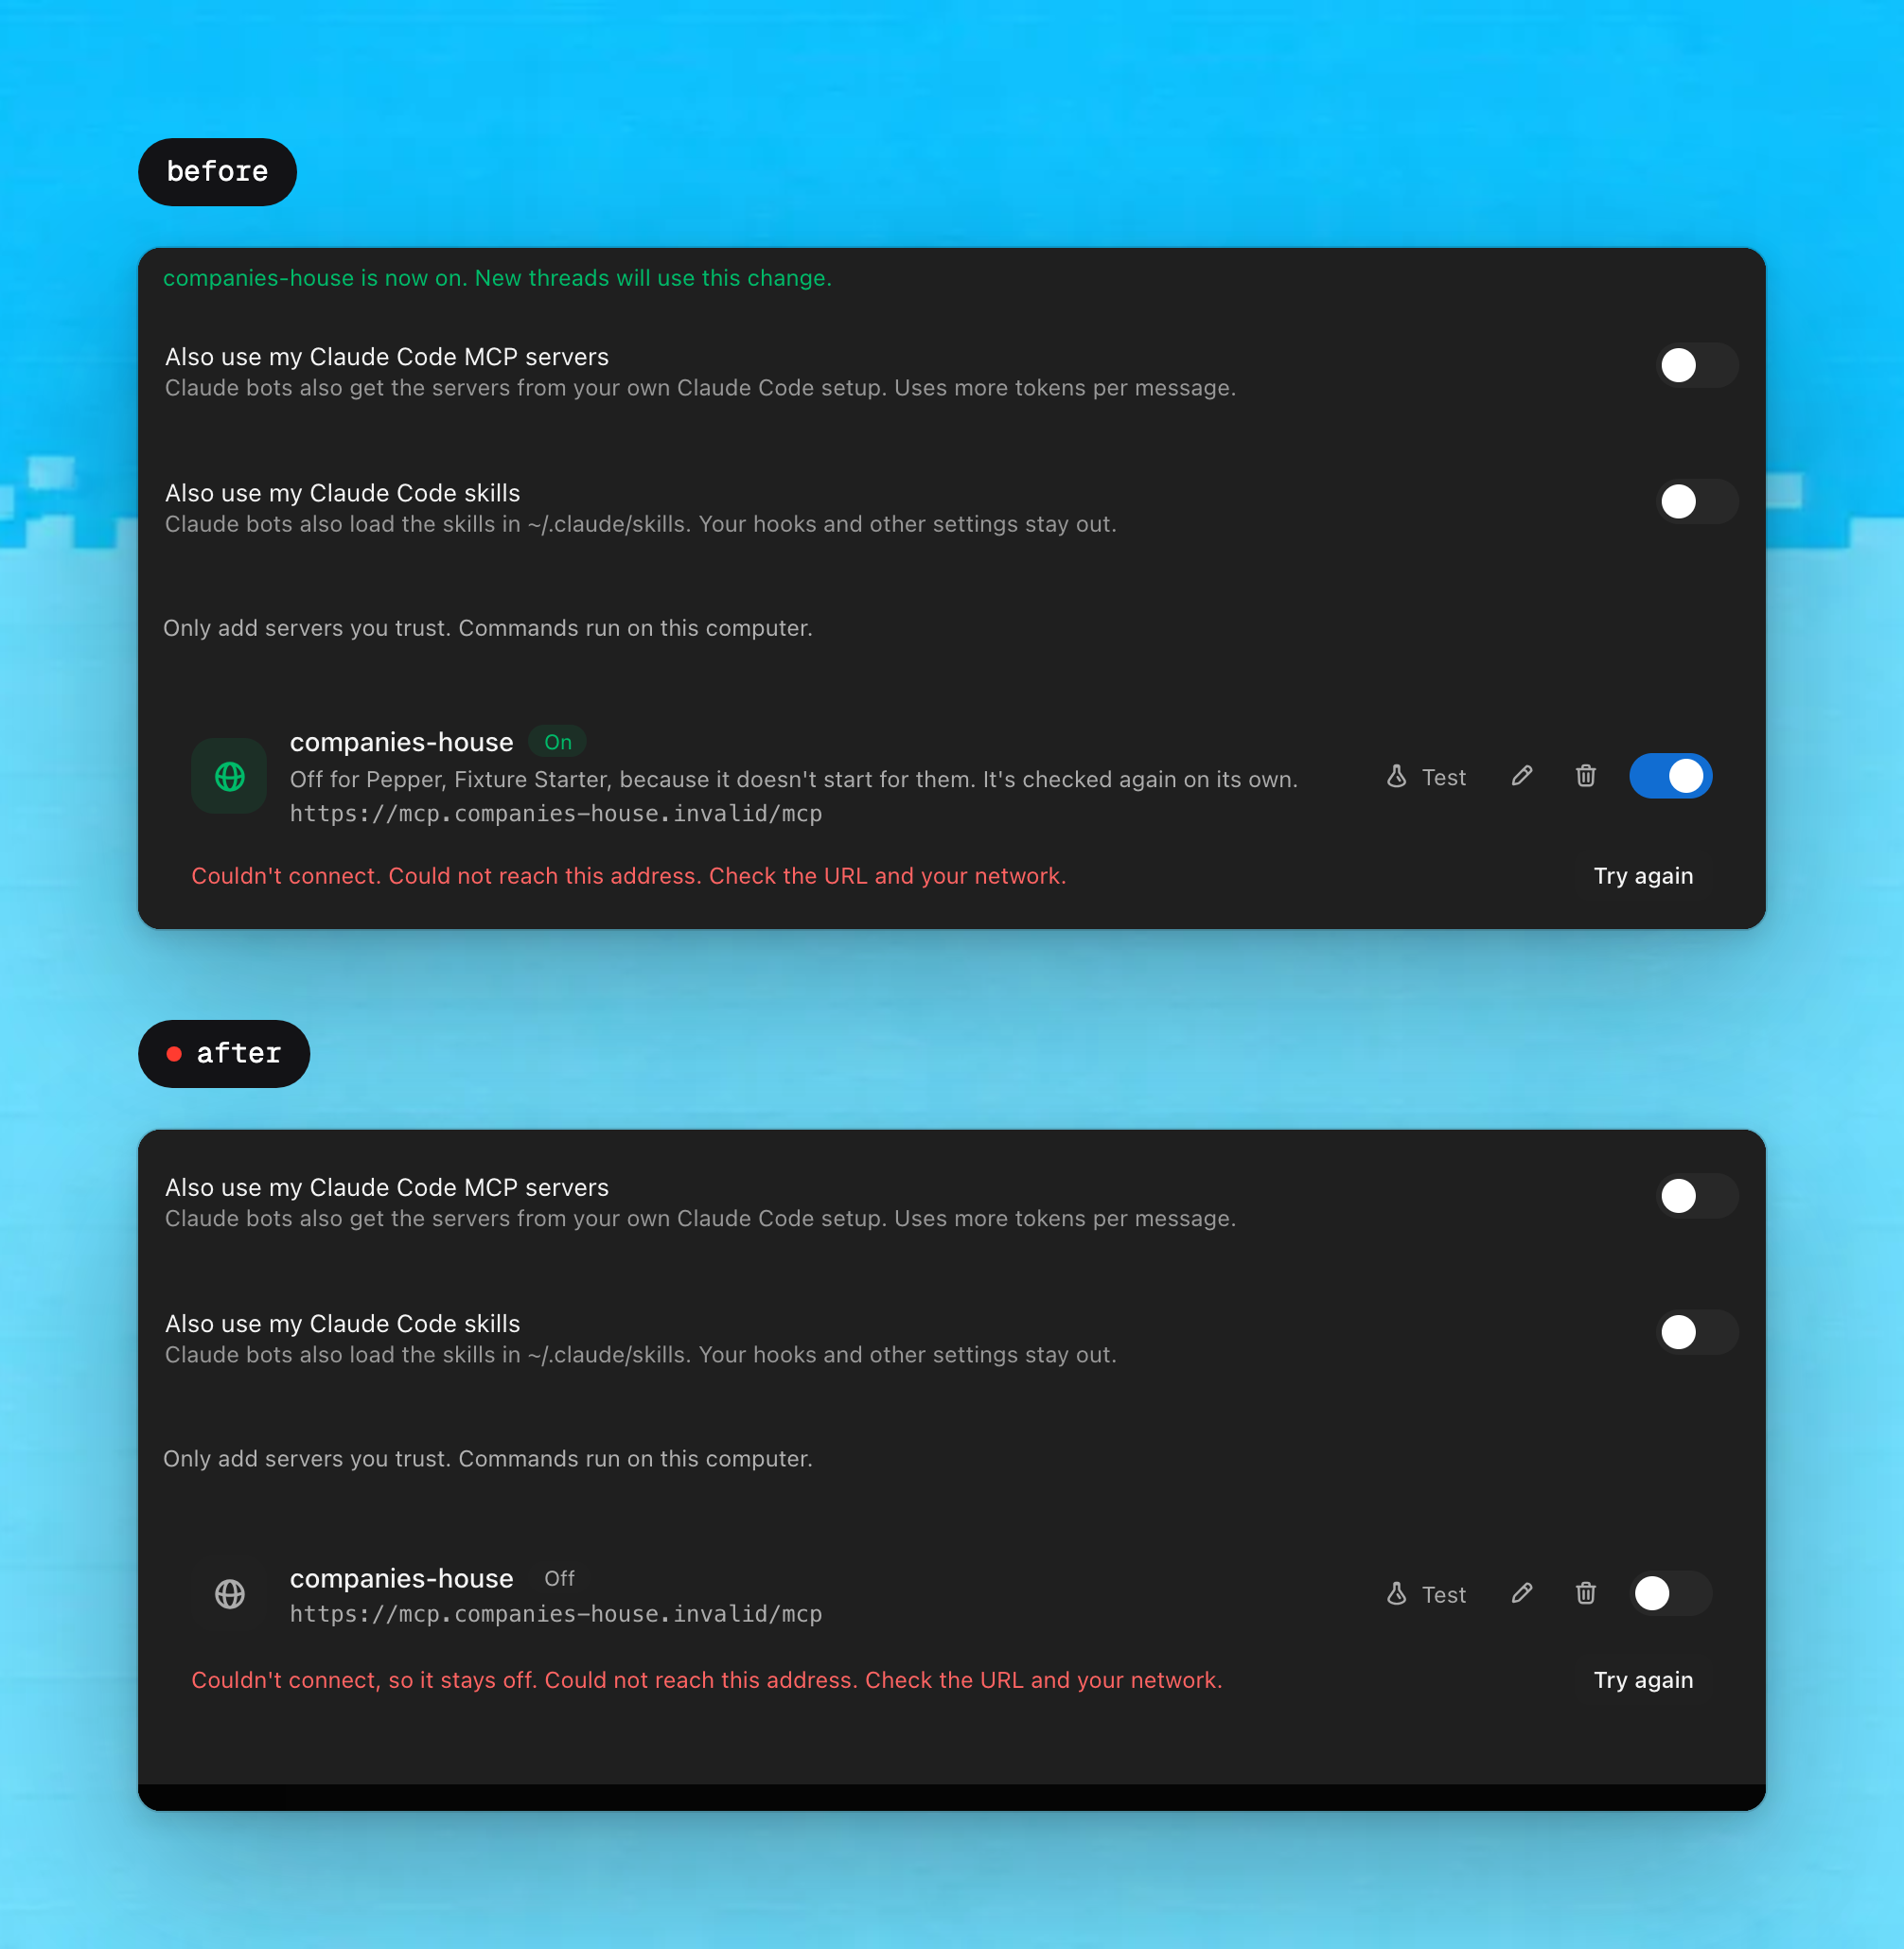 before
companies-house is now on. New threads will use this change.
Also use my Claude Code MCP servers
Claude bots also get the servers from your own Claude Code setup. Uses more tokens per message.
Also use my Claude Code skills
Claude bots also load the skills in ~/.claude/skills. Your hooks and other settings stay out.
Only add servers you trust. Commands run on this computer.
companies-house On
Off for Pepper, Fixture Starter, because it doesn't start for them. It's checked again on its own.
https://mcp.companies-house.invalid/mcp
Test
Couldn't connect. Could not reach this address. Check the URL and your network.
Try again
after
Also use my Claude Code MCP servers
Claude bots also get the servers from your own Claude Code setup. Uses more tokens per message.
Also use my Claude Code skills
Claude bots also load the skills in ~/.claude/skills. Your hooks and other settings stay out.
Only add servers you trust. Commands run on this computer.
companies-house Off
https://mcp.companies-house.invalid/mcp
Test
Couldn't connect, so it stays off. Could not reach this address. Check the URL and your network.
Try again